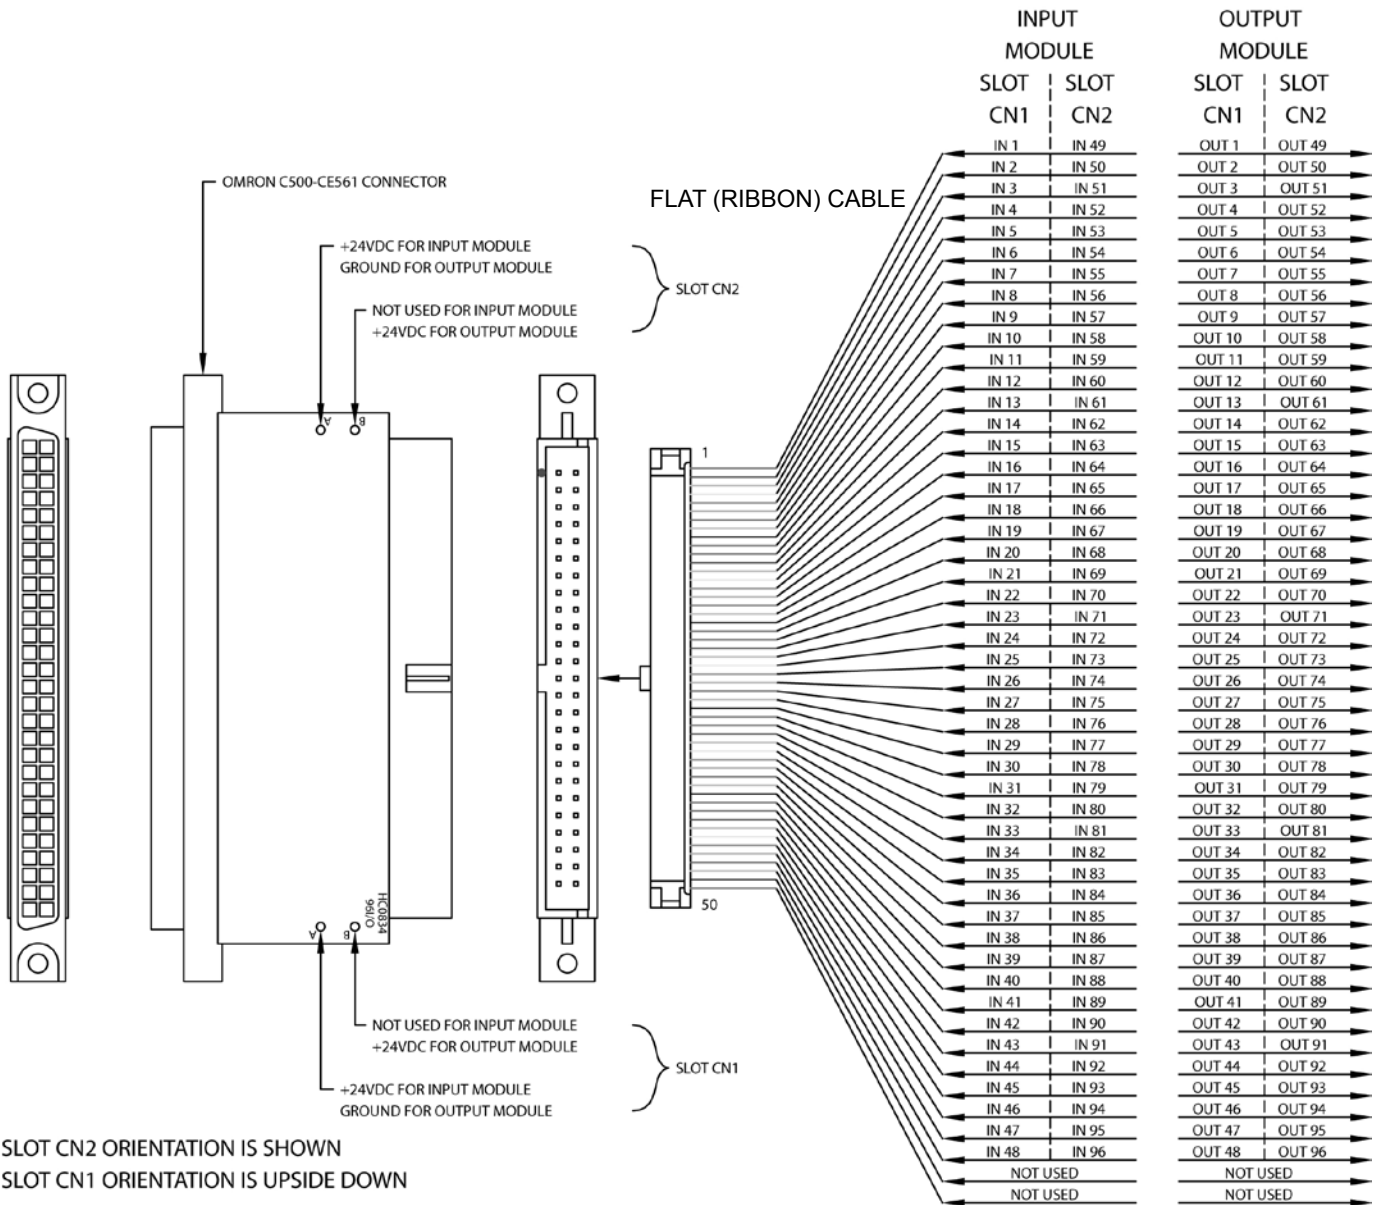 INPUT
MODULE
SLOT SLOT
CN1 CN2
OUTPUT
MODULE
SLOT SLOT
CN1 CN2
OMRON C500-CE561 CONNECTOR
FLAT (RIBBON) CABLE
+24VDC FOR INPUT MODULE
GROUND FOR OUTPUT MODULE
SLOT CN2
NOT USED FOR INPUT MODULE
+24VDC FOR OUTPUT MODULE
A B
1
50
HC0834
96I/O
A B
NOT USED FOR INPUT MODULE
+24VDC FOR OUTPUT MODULE
SLOT CN1
+24VDC FOR INPUT MODULE
GROUND FOR OUTPUT MODULE
SLOT CN2 ORIENTATION IS SHOWN
SLOT CN1 ORIENTATION IS UPSIDE DOWN
IN 1 IN 49 OUT 1 OUT 49
IN 2 IN 50 OUT 2 OUT 50
IN 3 IN 51 OUT 3 OUT 51
IN 4 IN 52 OUT 4 OUT 52
IN 5 IN 53 OUT 5 OUT 53
IN 6 IN 54 OUT 6 OUT 54
IN 7 IN 55 OUT 7 OUT 55
IN 8 IN 56 OUT 8 OUT 56
IN 9 IN 57 OUT 9 OUT 57
IN 10 IN 58 OUT 10 OUT 58
IN 11 IN 59 OUT 11 OUT 59
IN 12 IN 60 OUT 12 OUT 60
IN 13 IN 61 OUT 13 OUT 61
IN 14 IN 62 OUT 14 OUT 62
IN 15 IN 63 OUT 15 OUT 63
IN 16 IN 64 OUT 16 OUT 64
IN 17 IN 65 OUT 17 OUT 65
IN 18 IN 66 OUT 18 OUT 66
IN 19 IN 67 OUT 19 OUT 67
IN 20 IN 68 OUT 20 OUT 68
IN 21 IN 69 OUT 21 OUT 69
IN 22 IN 70 OUT 22 OUT 70
IN 23 IN 71 OUT 23 OUT 71
IN 24 IN 72 OUT 24 OUT 72
IN 25 IN 73 OUT 25 OUT 73
IN 26 IN 74 OUT 26 OUT 74
IN 27 IN 75 OUT 27 OUT 75
IN 28 IN 76 OUT 28 OUT 76
IN 29 IN 77 OUT 29 OUT 77
IN 30 IN 78 OUT 30 OUT 78
IN 31 IN 79 OUT 31 OUT 79
IN 32 IN 80 OUT 32 OUT 80
IN 33 IN 81 OUT 33 OUT 81
IN 34 IN 82 OUT 34 OUT 82
IN 35 IN 83 OUT 35 OUT 83
IN 36 IN 84 OUT 36 OUT 84
IN 37 IN 85 OUT 37 OUT 85
IN 38 IN 86 OUT 38 OUT 86
IN 39 IN 87 OUT 39 OUT 87
IN 40 IN 88 OUT 40 OUT 88
IN 41 IN 89 OUT 41 OUT 89
IN 42 IN 90 OUT 42 OUT 90
IN 43 IN 91 OUT 43 OUT 91
IN 44 IN 92 OUT 44 OUT 92
IN 45 IN 93 OUT 45 OUT 93
IN 46 IN 94 OUT 46 OUT 94
IN 47 IN 95 OUT 47 OUT 95
IN 48 IN 96 OUT 48 OUT 96
NOT USED NOT USED
NOT USED NOT USED